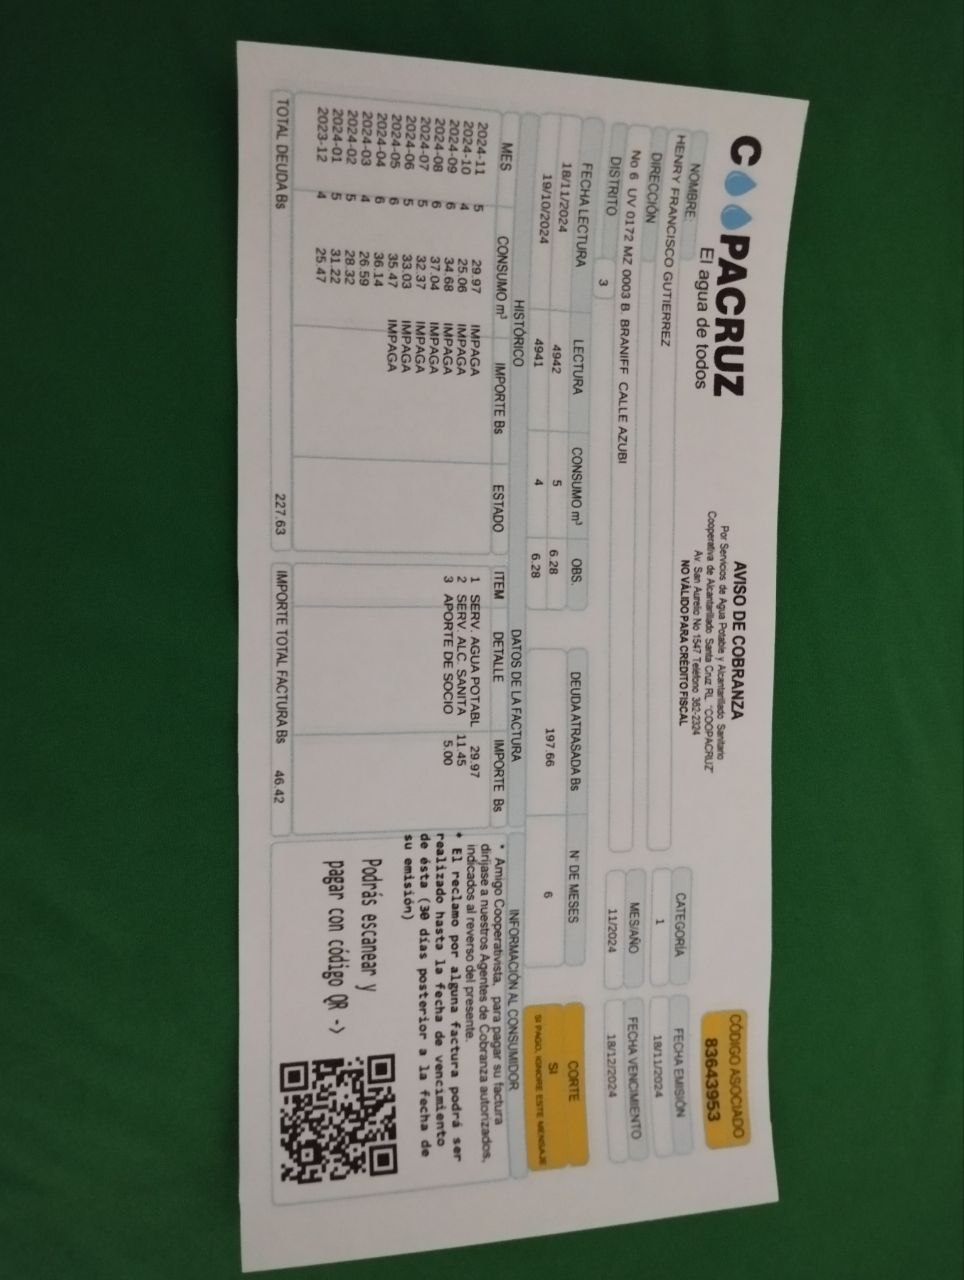 COOPACRUZ
El agua de todos
AVISO DE COBRANZA
Por Servicios de Agua Potable y Alcantarillado Sanitario
Cooperativa de Alcantarillado Santa Cruz RL. "COOPACRUZ"
Av. San Aurelio No 1547 Teléfono 362-2324
NO VÁLIDO PARA CRÉDITO FISCAL
CÓDIGO ASOCIADO
83643953
NOMBRE:
HENRY FRANCISCO GUTIERREZ
CATEGORÍA FECHA EMISIÓN
1 18/11/2024
DIRECCIÓN
No 6 UV 0172 MZ 0003 B. BRANIFF CALLE AZUBI
MES/AÑO FECHA VENCIMIENTO
11/2024 18/12/2024
DISTRITO 3
FECHA LECTURA LECTURA CONSUMO m³ OBS.
18/11/2024 4942 5 6.28
19/10/2024 4941 4 6.28
DEUDA ATRASADA Bs N° DE MESES
197.66 6
CORTE
SI
SI PAGO, IGNORE ESTE MENSAJE
HISTÓRICO
MES CONSUMO m³ IMPORTE Bs ESTADO
2024-11 5 29.97 IMPAGA
2024-10 4 25.06 IMPAGA
2024-09 6 34.68 IMPAGA
2024-08 6 37.04 IMPAGA
2024-07 5 32.37 IMPAGA
2024-06 5 33.03 IMPAGA
2024-05 6 35.47 IMPAGA
2024-04 6 36.14
2024-03 4 26.59
2024-02 5 28.32
2024-01 5 31.22
2023-12 4 25.47
TOTAL DEUDA Bs 227.63
DATOS DE LA FACTURA
ITEM DETALLE IMPORTE Bs
1 SERV. AGUA POTABL 29.97
2 SERV. ALC. SANITA 11.45
3 APORTE DE SOCIO 5.00
IMPORTE TOTAL FACTURA Bs 46.42
INFORMACIÓN AL CONSUMIDOR
* Amigo Cooperativista, para pagar su factura
diríjase a nuestros Agentes de Cobranza autorizados,
indicados al reverso del presente.
* El reclamo por alguna factura podrá ser
realizado hasta la fecha de vencimiento
de ésta (30 días posterior a la fecha de
su emisión)
Podrás escanear y
pagar con código QR ->